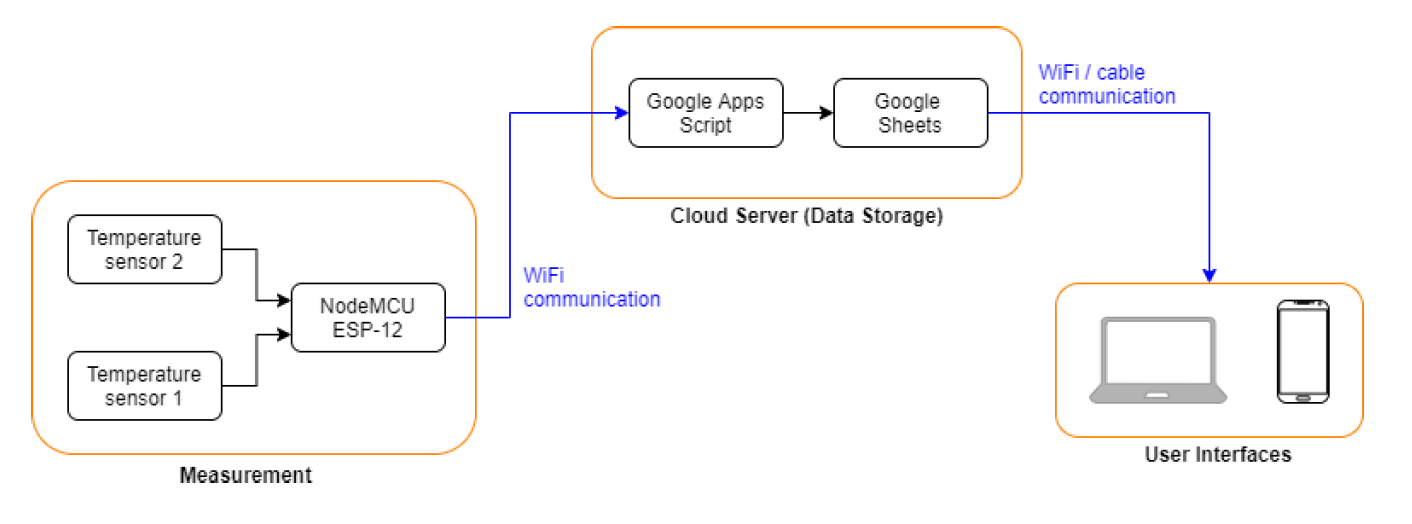 Google Apps
Script
Google
Sheets
WiFi / cable
communication
Cloud Server (Data Storage)
Temperature
sensor 2
NodeMCU
ESP-12
WiFi
communication
Temperature
sensor 1
Measurement
User Interfaces